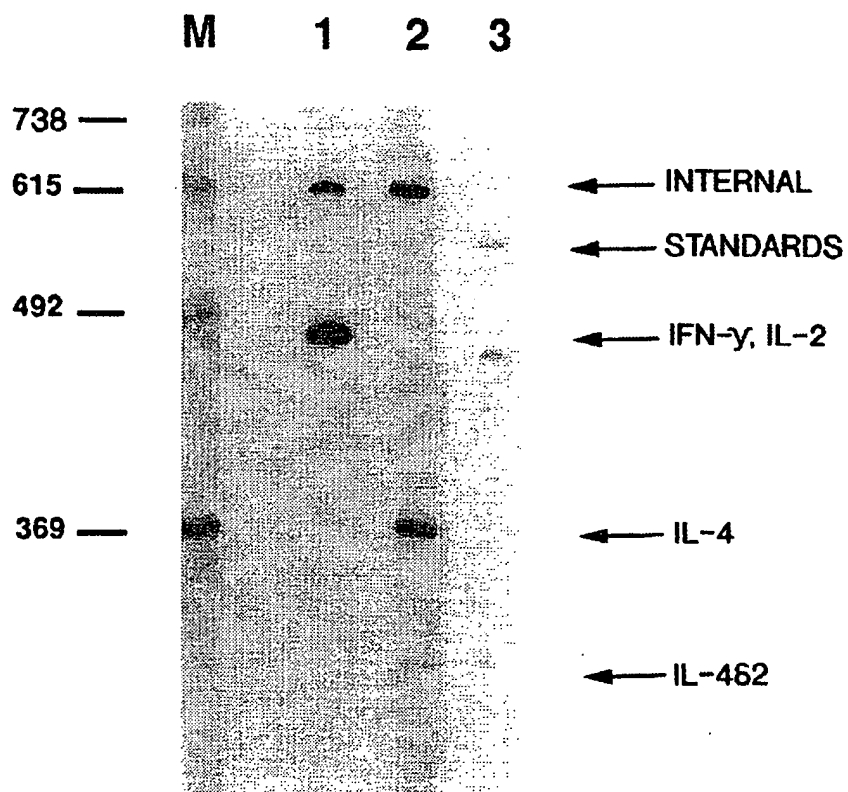 M 1 2 3
738
615
492
369
INTERNAL
STANDARDS
IFN-γ, IL-2
IL-4
IL-4δ2